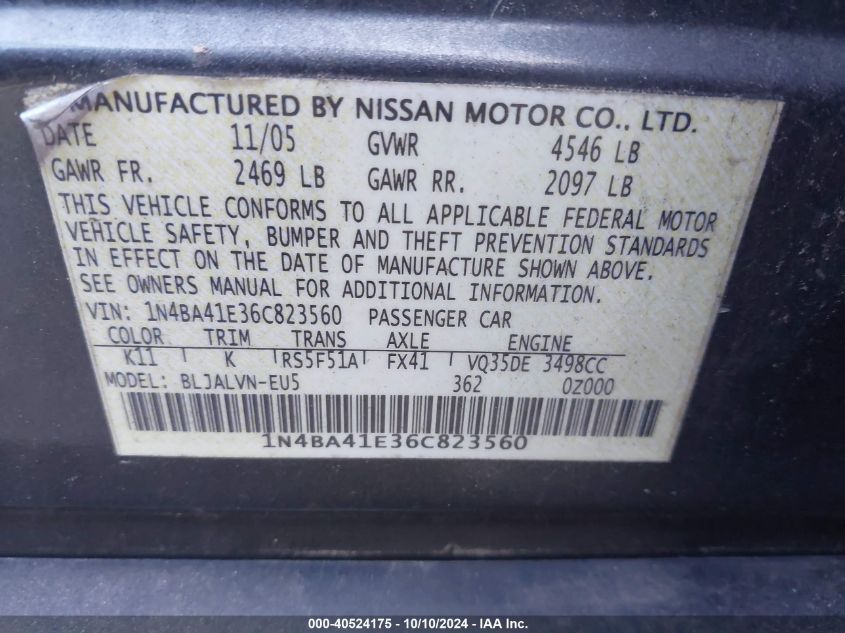 MANUFACTURED BY NISSAN MOTOR CO., LTD.
DATE 11/05 GVWR 4546 LB
GAWR FR. 2469 LB GAWR RR. 2097 LB
THIS VEHICLE CONFORMS TO ALL APPLICABLE FEDERAL MOTOR
VEHICLE SAFETY, BUMPER AND THEFT PREVENTION STANDARDS
IN EFFECT ON THE DATE OF MANUFACTURE SHOWN ABOVE.
SEE OWNERS MANUAL FOR ADDITIONAL INFORMATION.
VIN: 1N4BA41E36C823560 PASSENGER CAR
COLOR TRIM TRANS AXLE ENGINE
K11 K RS5F51A FX41 VQ35DE 3498CC
MODEL: BLJALVN-EU5 362 0Z000
1N4BA41E36C823560
000-40524175 - 10/10/2024 - IAA Inc.